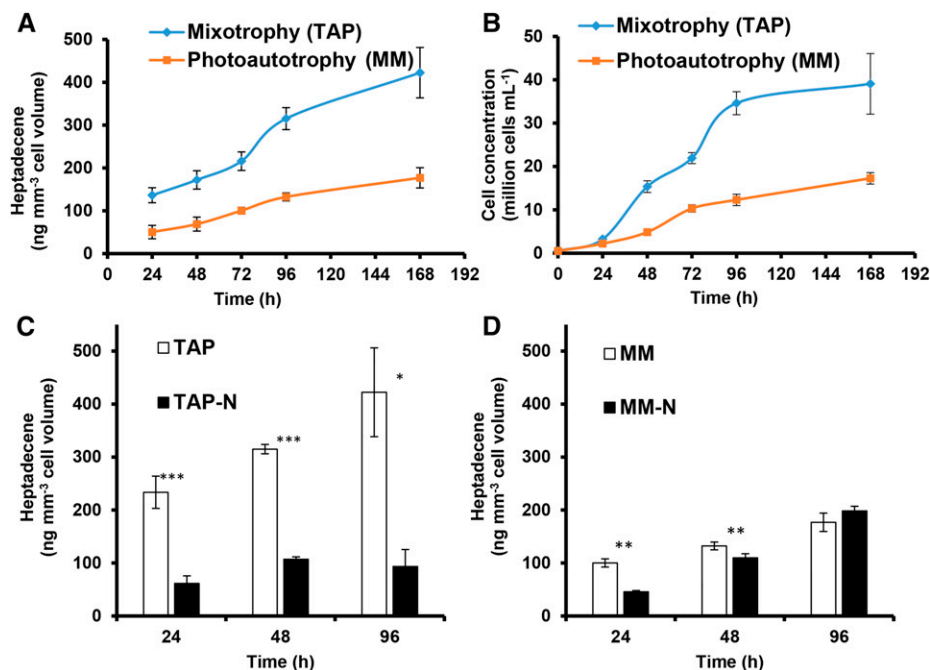 A
Mixotrophy (TAP)
Photoautotrophy (MM)
Heptadecene
(ng mm⁻³ cell volume)
500
400
300
200
100
0
0 24 48 72 96 120 144 168 192
Time (h)
B
Mixotrophy (TAP)
Photoautotrophy (MM)
Cell concentration
(million cells mL⁻¹)
50
40
30
20
10
0
0 24 48 72 96 120 144 168 192
Time (h)
C
TAP
TAP-N
Heptadecene
(ng mm⁻³ cell volume)
500
400
300
200
100
0
***
***
*
24 48 96
Time (h)
D
MM
MM-N
Heptadecene
(ng mm⁻³ cell volume)
500
400
300
200
100
0
**
**
24 48 96
Time (h)